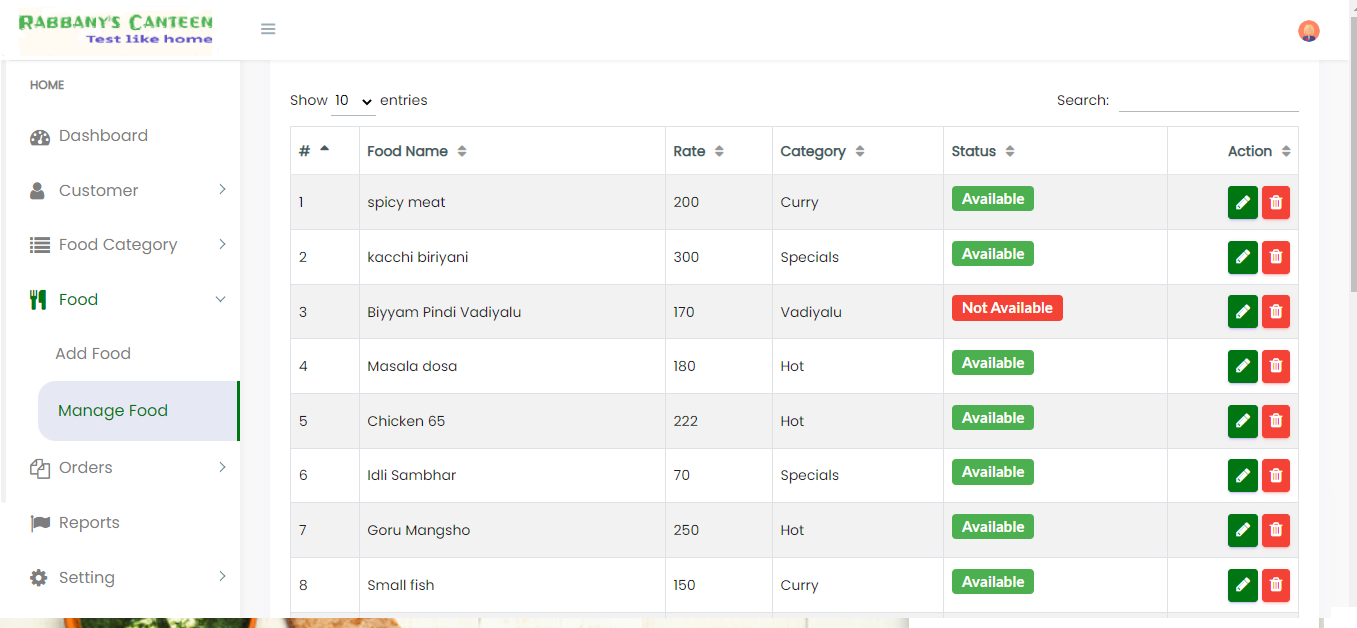 RABBANY'S CANTEEN
Test like home
HOME
Dashboard
Customer
Food Category
Food
Add Food
Manage Food
Orders
Reports
Setting
Show 10 entries
Search:
# Food Name Rate Category Status Action
1 spicy meat 200 Curry Available
2 kacchi biriyani 300 Specials Available
3 Biyyam Pindi Vadiyalu 170 Vadiyalu Not Available
4 Masala dosa 180 Hot Available
5 Chicken 65 222 Hot Available
6 Idli Sambhar 70 Specials Available
7 Goru Mangsho 250 Hot Available
8 Small fish 150 Curry Available